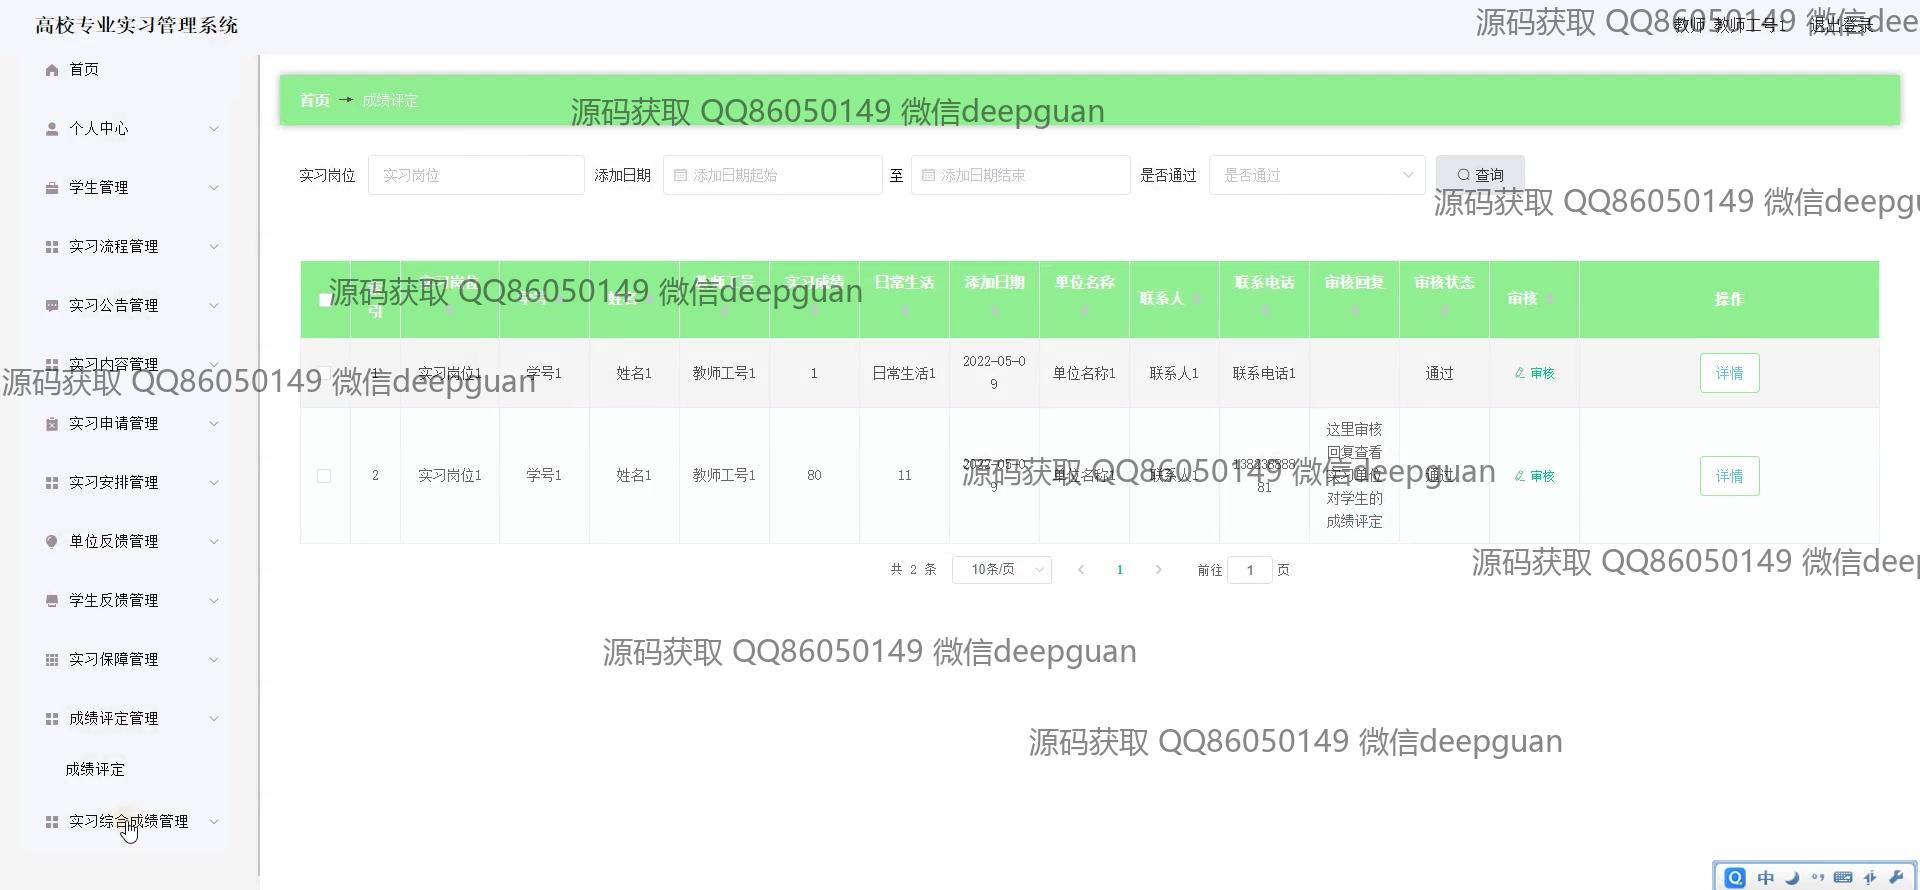 高校专业实习管理系统
源码获取 QQ86050149 微信deep
教师 教师工号1 退出登录
首页
个人中心
学生管理
实习流程管理
实习公告管理
实习内容管理
实习申请管理
实习安排管理
单位反馈管理
学生反馈管理
实习保障管理
成绩评定管理
成绩评定
实习综合成绩管理
首页 → 成绩评定
源码获取 QQ86050149 微信deepguan
实习岗位 实习岗位 添加日期 添加日期起始 至 添加日期结束 是否通过 是否通过 查询
源码获取 QQ86050149 微信deepgu
源码获取 QQ86050149 微信deepguan
引 实习岗位 学号 姓名 教师工号 实习成绩 日常生活 添加日期 单位名称 联系人 联系电话 审核回复 审核状态 审核 操作
1 实习岗位1 学号1 姓名1 教师工号1 1 日常生活1 2022-05-09 单位名称1 联系人1 联系电话1 通过 审核 详情
源码获取 QQ86050149 微信deepguan
2 实习岗位1 学号1 姓名1 教师工号1 80 11 2022-05-09 单位名称1 联系人1 通过 审核 详情
这里审核
回复查看
实习单位
对学生的
成绩评定
源码获取 QQ86050149 微信deepguan
共 2 条 10条/页 1 前往 1 页
源码获取 QQ86050149 微信deep
源码获取 QQ86050149 微信deepguan
源码获取 QQ86050149 微信deepguan
中